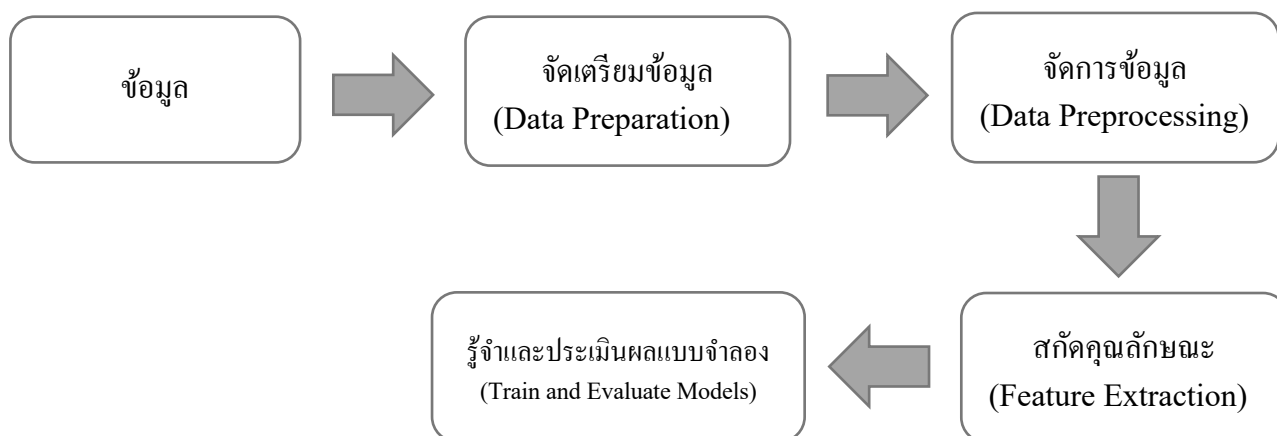 ข้อมูล
จัดเตรียมข้อมูล
(Data Preparation)
จัดการข้อมูล
(Data Preprocessing)
สกัดคุณลักษณะ
(Feature Extraction)
รู้จำและประเมินผลแบบจำลอง
(Train and Evaluate Models)